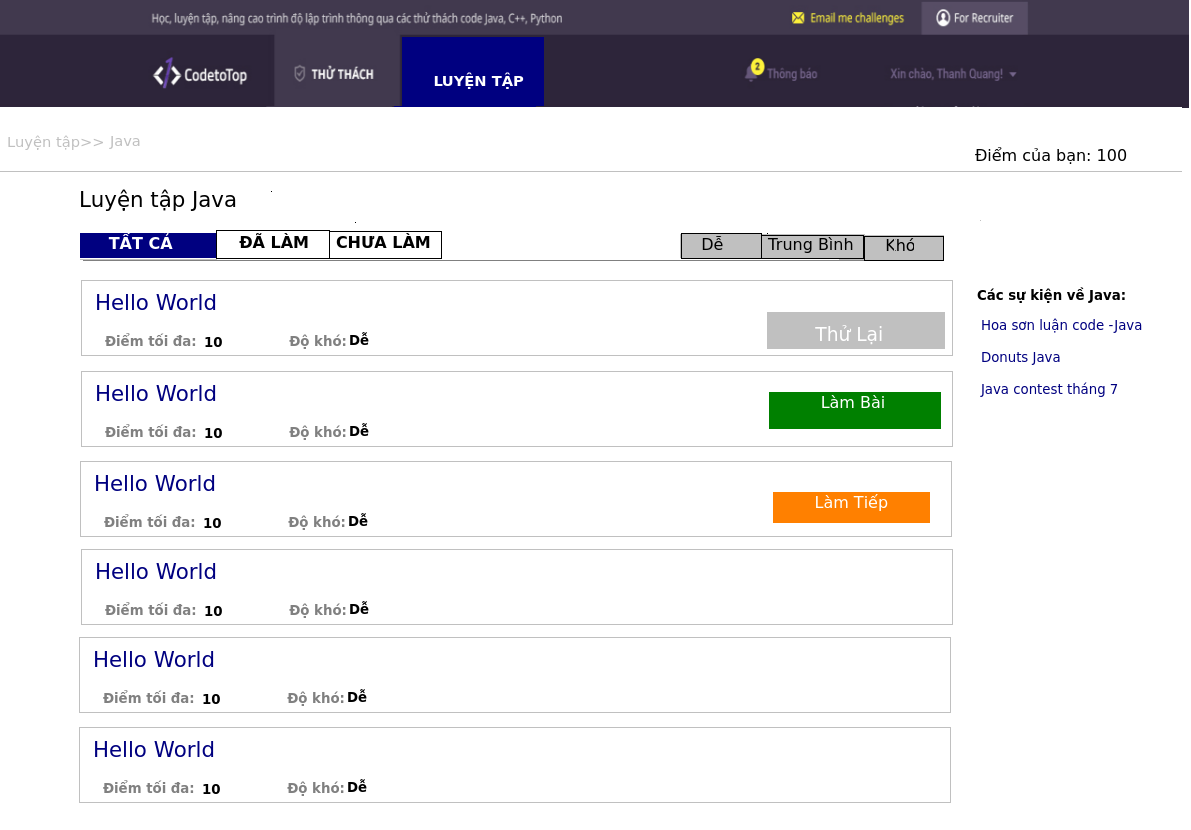 Học, luyện tập, nâng cao trình độ lập trình thông qua các thử thách code Java, C++, Python
Email me challenges
For Recruiter
CodetoTop
THỬ THÁCH
LUYỆN TẬP
2
Thông báo
Xin chào, Thanh Quang!
Luyện tập>> Java
Điểm của bạn: 100
Luyện tập Java
TẤT CẢ
ĐÃ LÀM
CHƯA LÀM
Dễ
Trung Bình
Khó
Hello World
Điểm tối đa: 10
Độ khó: Dễ
Thử Lại
Hello World
Điểm tối đa: 10
Độ khó: Dễ
Làm Bài
Hello World
Điểm tối đa: 10
Độ khó: Dễ
Làm Tiếp
Hello World
Điểm tối đa: 10
Độ khó: Dễ
Hello World
Điểm tối đa: 10
Độ khó: Dễ
Hello World
Điểm tối đa: 10
Độ khó: Dễ
Các sự kiện về Java:
Hoa sơn luận code -Java
Donuts Java
Java contest tháng 7